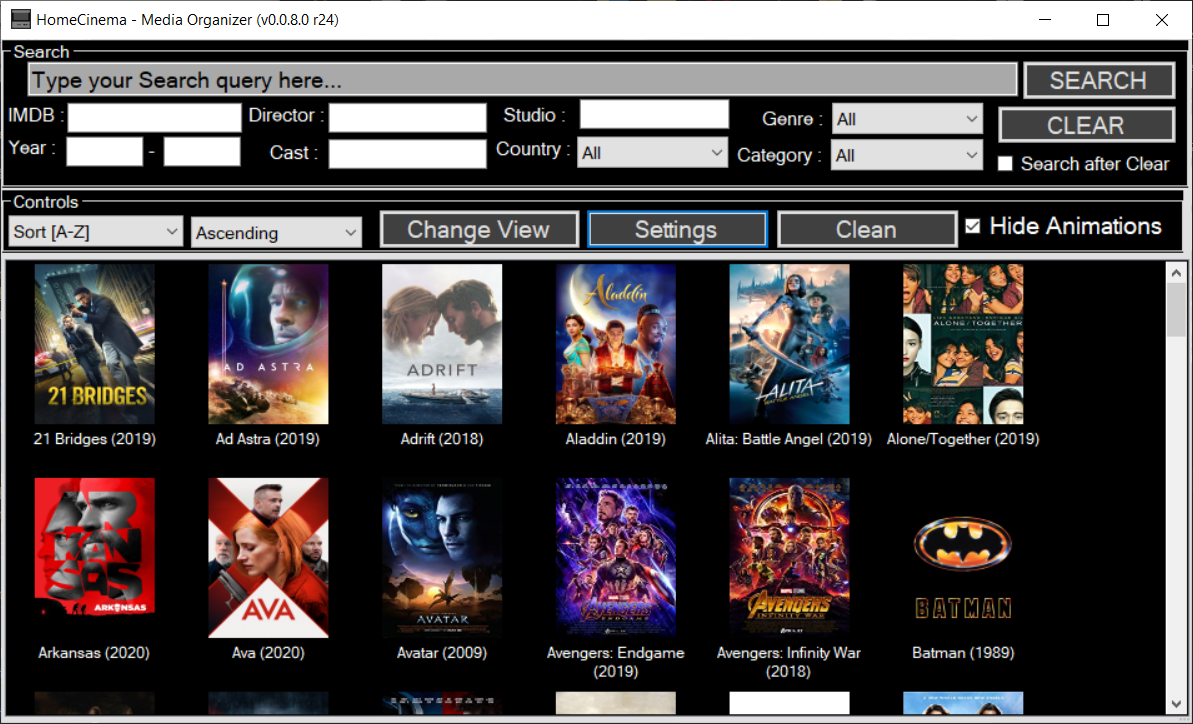 HomeCinema - Media Organizer (v0.0.8.0 r24)
Search
Type your Search query here...
SEARCH
IMDB :
Director :
Studio :
Genre :
All
CLEAR
Year :
-
Cast :
Country :
All
Category :
All
Search after Clear
Controls
Sort [A-Z]
Ascending
Change View
Settings
Clean
Hide Animations
21 BRIDGES
AD ASTRA
ADRIFT
Aladdin
ALITA
BATTLE ANGEL
ALONE/TOGETHER
21 Bridges (2019)
Ad Astra (2019)
Adrift (2018)
Aladdin (2019)
Alita: Battle Angel (2019)
Alone/Together (2019)
ARKANSAS
AVA
AVATAR
AVENGERS
ENDGAME
AVENGERS
INFINITY WAR
BATMAN
Arkansas (2020)
Ava (2020)
Avatar (2009)
Avengers: Endgame
(2019)
Avengers: Infinity War
(2018)
Batman (1989)